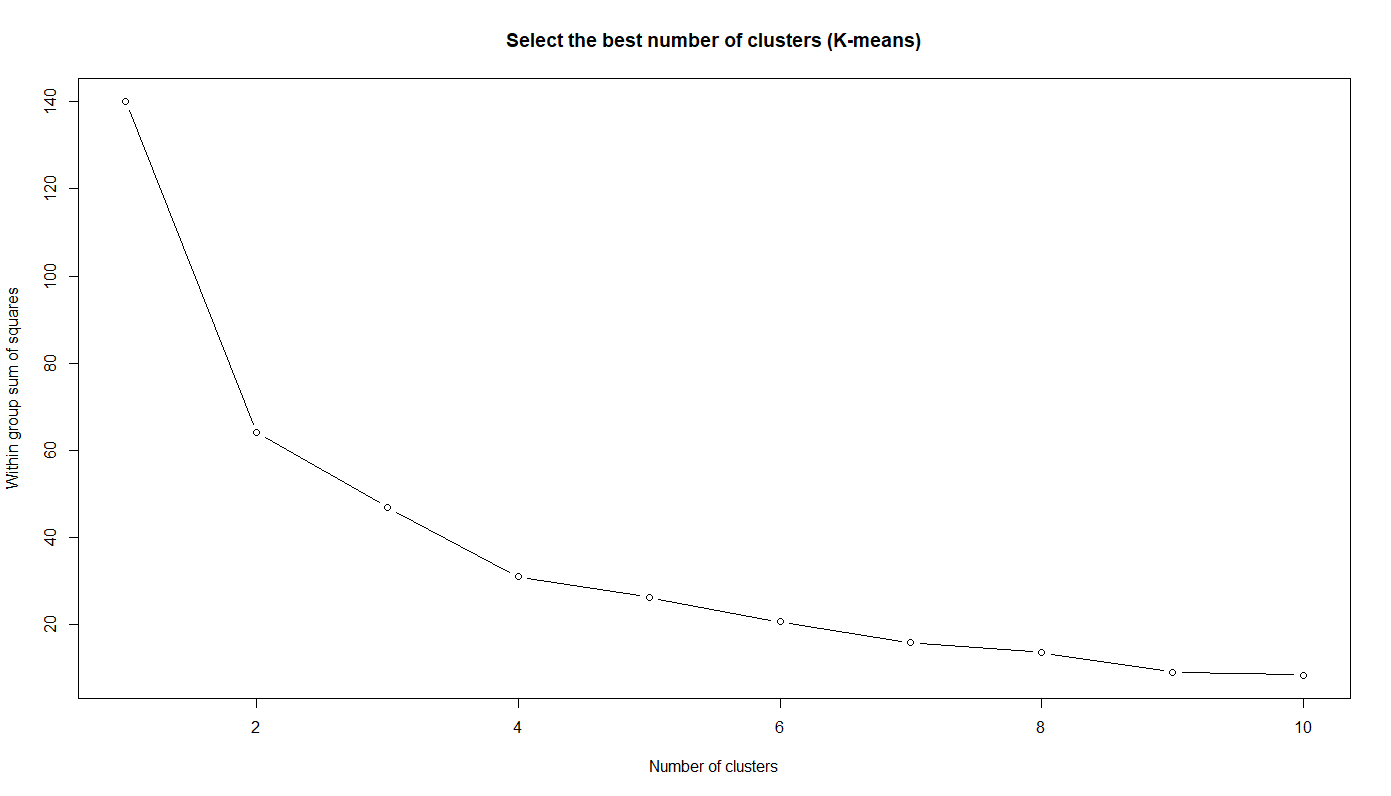 Select the best number of clusters (K-means)
Within group sum of squares
140
120
100
80
60
40
20
2 4 6 8 10
Number of clusters